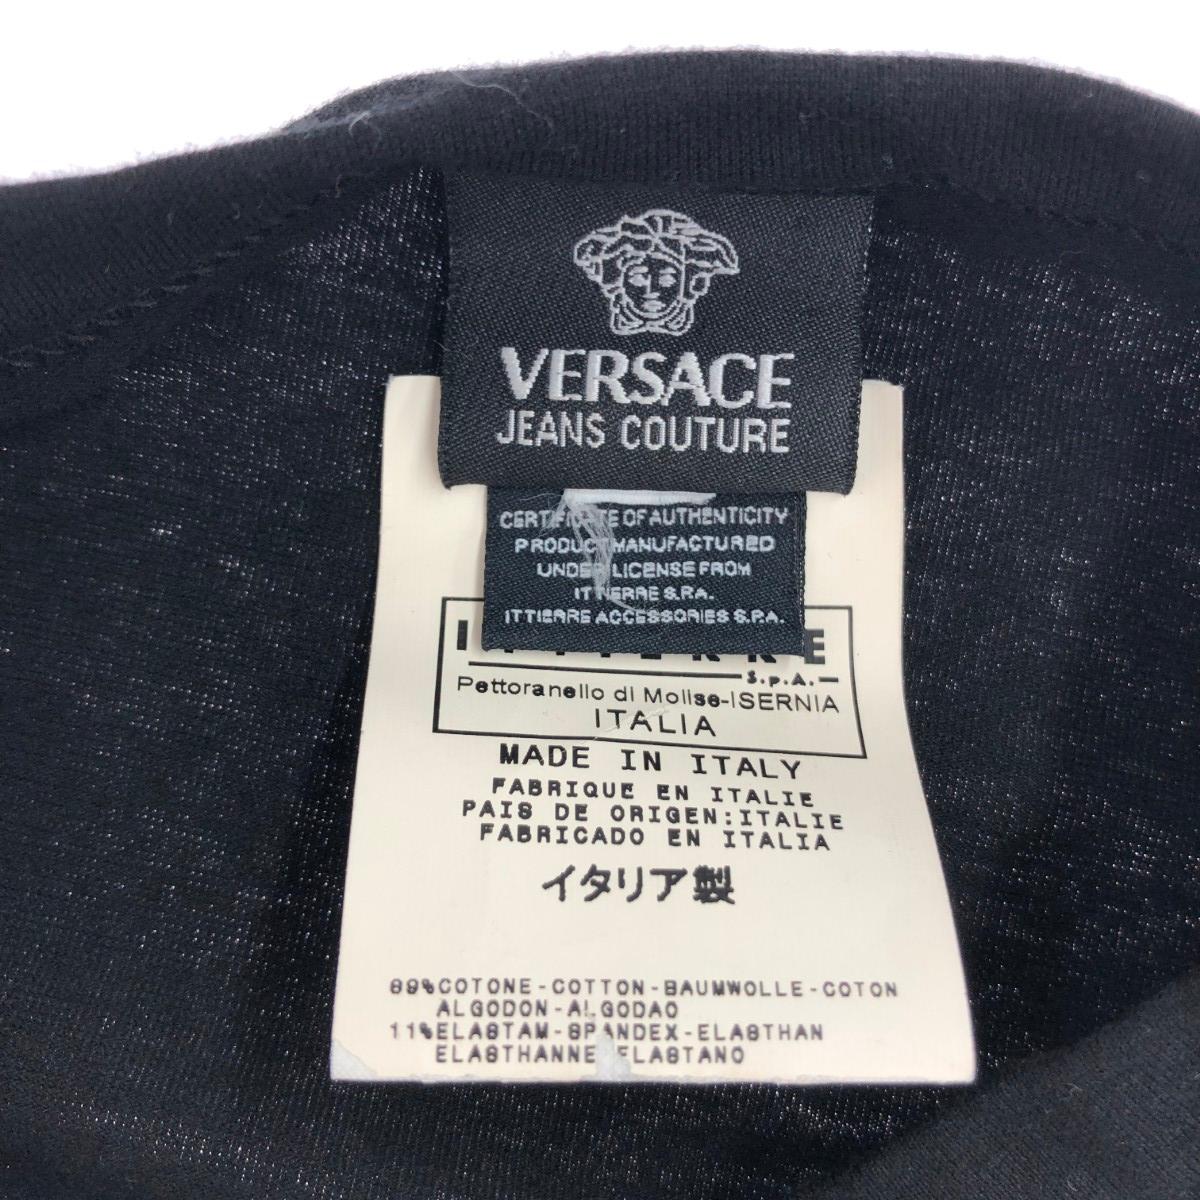 VERSACE
JEANS COUTURE
CERTIFICATE OF AUTHENTICITY
PRODUCT MANUFACTURED
UNDER LICENSE FROM
ITTIERRE S.P.A.
ITTIERRE ACCESSORIES S.P.A.
ITTIERRE
S.p.A.
Pettoranello di Molise-ISERNIA
ITALIA
MADE IN ITALY
FABRIQUE EN ITALIE
PAIS DE ORIGEN:ITALIE
FABRICADO EN ITALIA
イタリア製
89%COTONE-COTTON-BAUMWOLLE-COTON
ALGODON-ALGODAO
11%ELASTAM-SPANDEX-ELASTHAN
ELASTHANNE ELASTANO